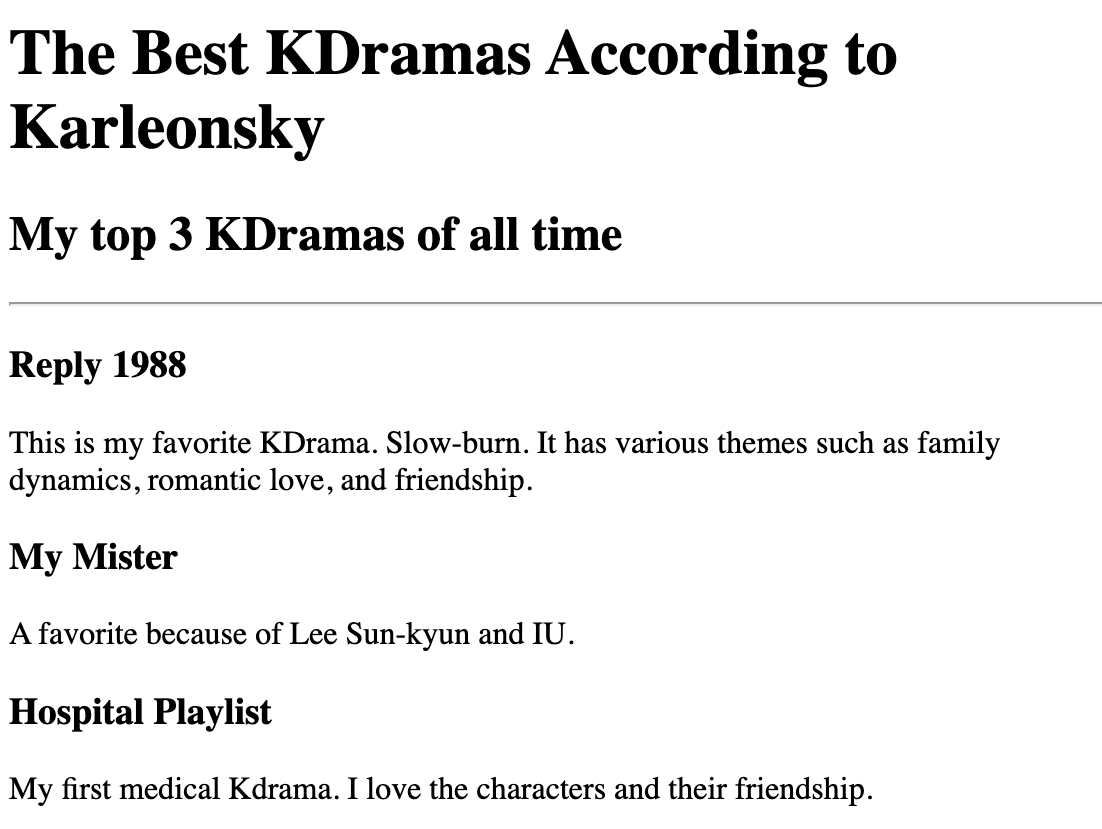 The Best KDramas According to
Karleonsky
My top 3 KDramas of all time
Reply 1988
This is my favorite KDrama. Slow-burn. It has various themes such as family
dynamics, romantic love, and friendship.
My Mister
A favorite because of Lee Sun-kyun and IU.
Hospital Playlist
My first medical Kdrama. I love the characters and their friendship.